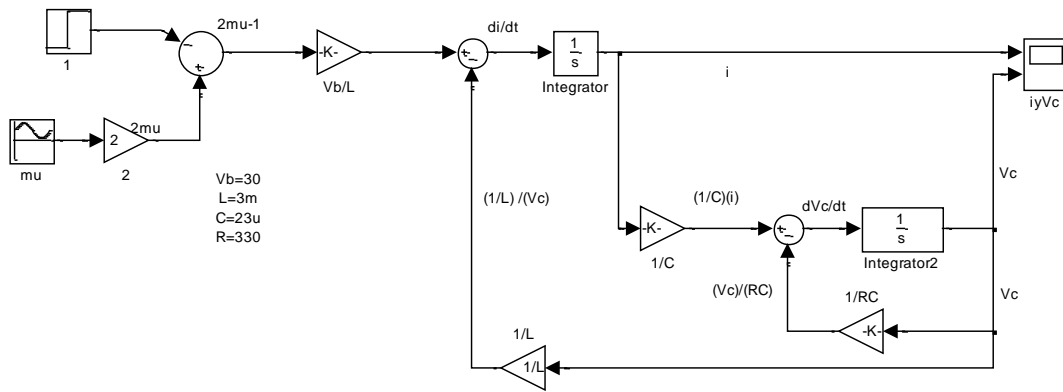 2mu-1
1
-K-
Vb/L
di/dt
1
s
Integrator
i
iyVc
2mu
2
mu
2
Vb=30
L=3m
C=23u
R=330
(1/L) /(Vc)
(1/C)(i)
-K-
1/C
dVc/dt
1
s
Integrator2
Vc
Vc
(Vc)/(RC)
1/RC
-K-
1/L
1/L